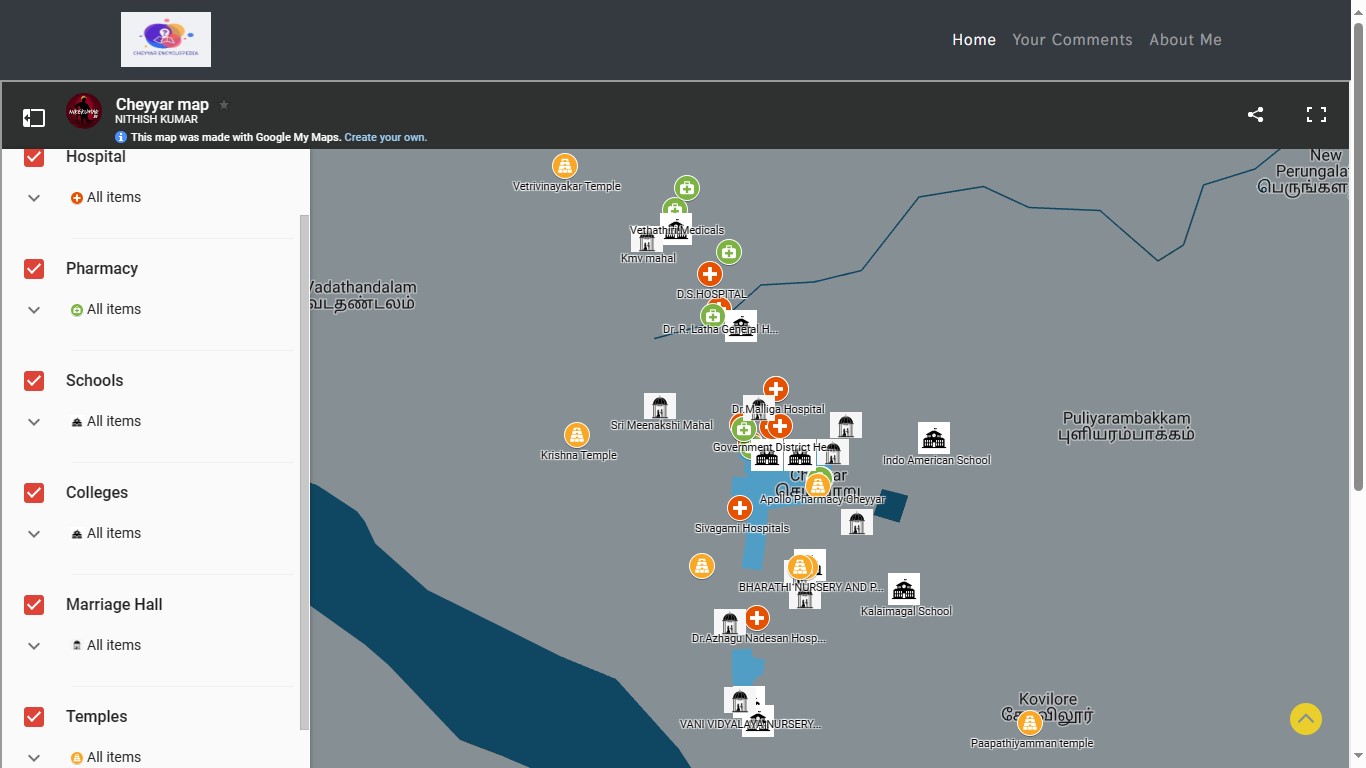 CHEYYAR ENCYCLOPEDIA
Home
Your Comments
About Me
Cheyyar map
NITHISH KUMAR
This map was made with Google My Maps. Create your own.
Hospital
All items
Pharmacy
All items
Schools
All items
Colleges
All items
Marriage Hall
All items
Temples
All items
New
Perungala
பெருங்கள
Vetrivinayakar Temple
Vethathiri Medicals
Kmv mahal
D.S.HOSPITAL
Vadathandalam
வடதண்டலம்
Dr. R. Latha General H...
Dr.Malliga Hospital
Sri Meenakshi Mahal
Puliyarambakkam
புளியரம்பாக்கம்
Government District He
Krishna Temple
Indo American School
Apollo Pharmacy Cheyyar
Sivagami Hospitals
BHARATHI NURSERY AND P...
Kalaimagal School
Dr.Azhagu Nadesan Hosp...
Kovilore
VANI VIDYALAYA NURSERY...
Paapathiyamman temple